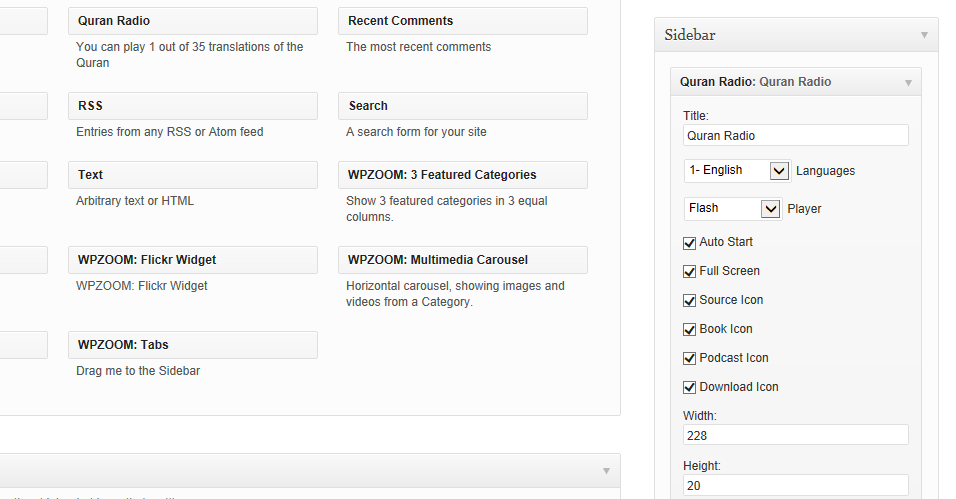 Quran Radio
You can play 1 out of 35 translations of the
Quran
Recent Comments
The most recent comments
RSS
Entries from any RSS or Atom feed
Search
A search form for your site
Text
Arbitrary text or HTML
WPZOOM: 3 Featured Categories
Show 3 featured categories in 3 equal
columns.
WPZOOM: Flickr Widget
WPZOOM: Flickr Widget
WPZOOM: Multimedia Carousel
Horizontal carousel, showing images and
videos from a Category.
WPZOOM: Tabs
Drag me to the Sidebar
Sidebar
Quran Radio: Quran Radio
Title:
Quran Radio
1- English Languages
Flash Player
Auto Start
Full Screen
Source Icon
Book Icon
Podcast Icon
Download Icon
Width:
228
Height:
20